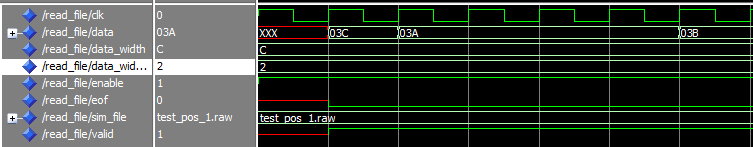 /read_file/clk 0
/read_file/data 03A XXX 03C 03A 03B
/read_file/data_width C C
/read_file/data_wid... 2 2
/read_file/enable 1
/read_file/eof 0
/read_file/sim_file test_pos_1.raw test_pos_1.raw
/read_file/valid 1